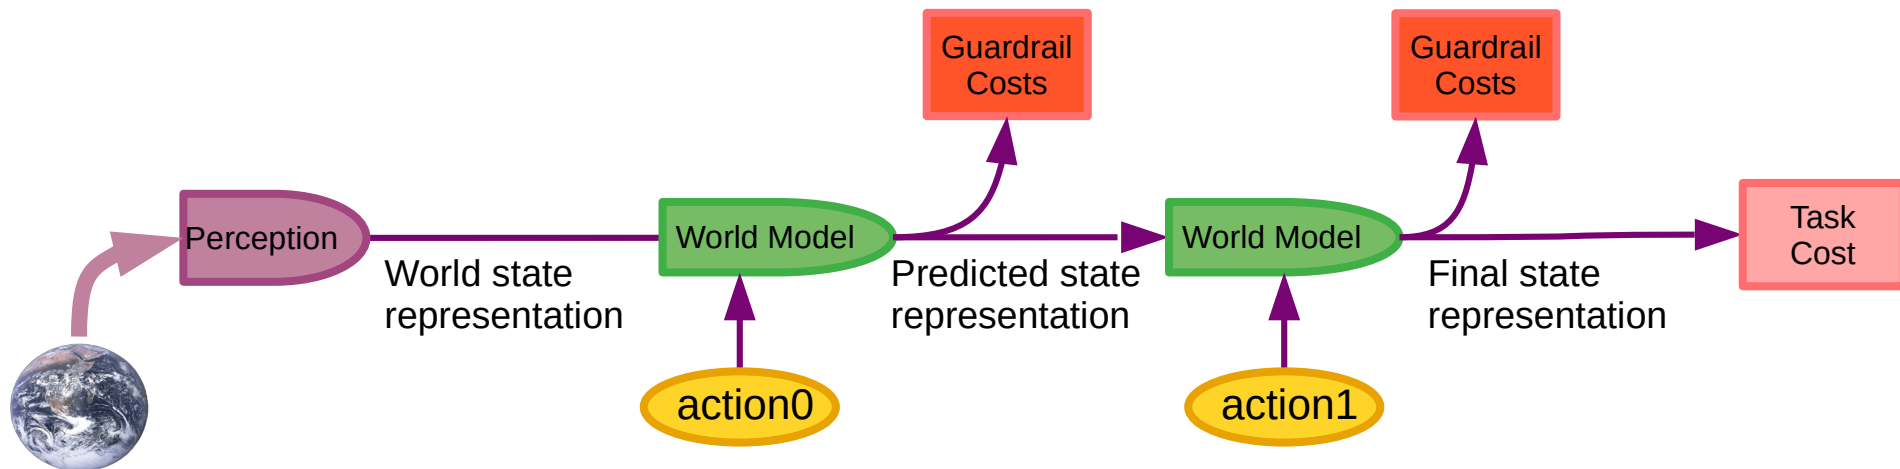 Guardrail
Costs
Guardrail
Costs
Perception
World Model
World Model
Task
Cost
World state
representation
Predicted state
representation
Final state
representation
action0
action1